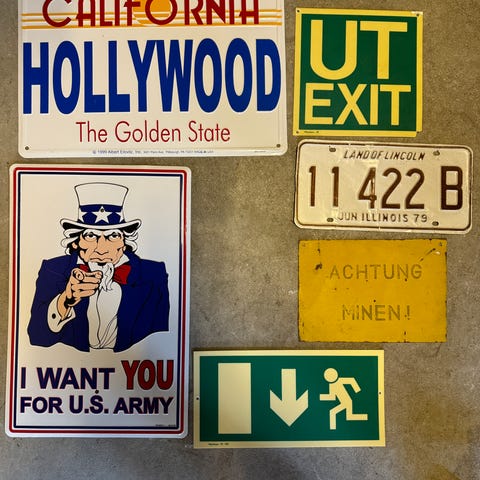 CALIFORNIA
HOLLYWOOD
The Golden State
UT
EXIT
LAND OF LINCOLN
11 422 B
JUN ILLINOIS 79
ACHTUNG
MINEN!
I WANT YOU
FOR U.S. ARMY